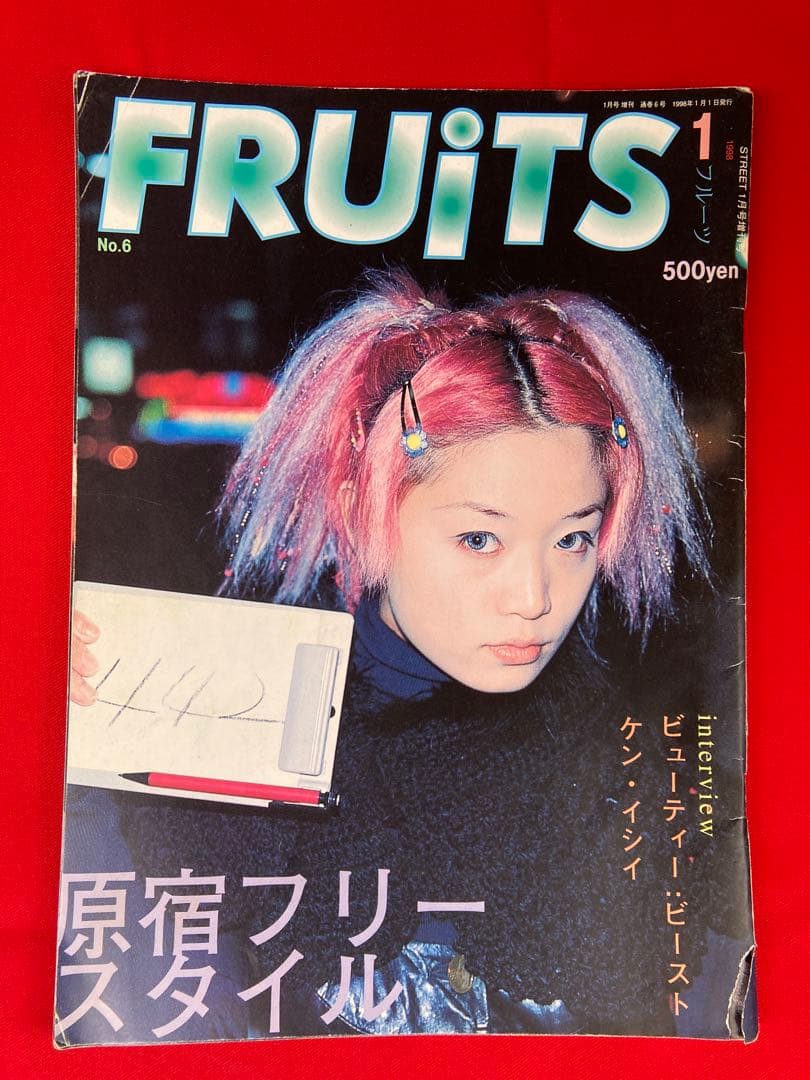 1月号増刊 通巻6号 1998年1月1日発行
FRUiTS
1
1998
フルーツ
STREET 1月号増刊
No.6
500yen
442
interview
ビューティー:ビースト
ケン・イシイ
原宿フリー
スタイル